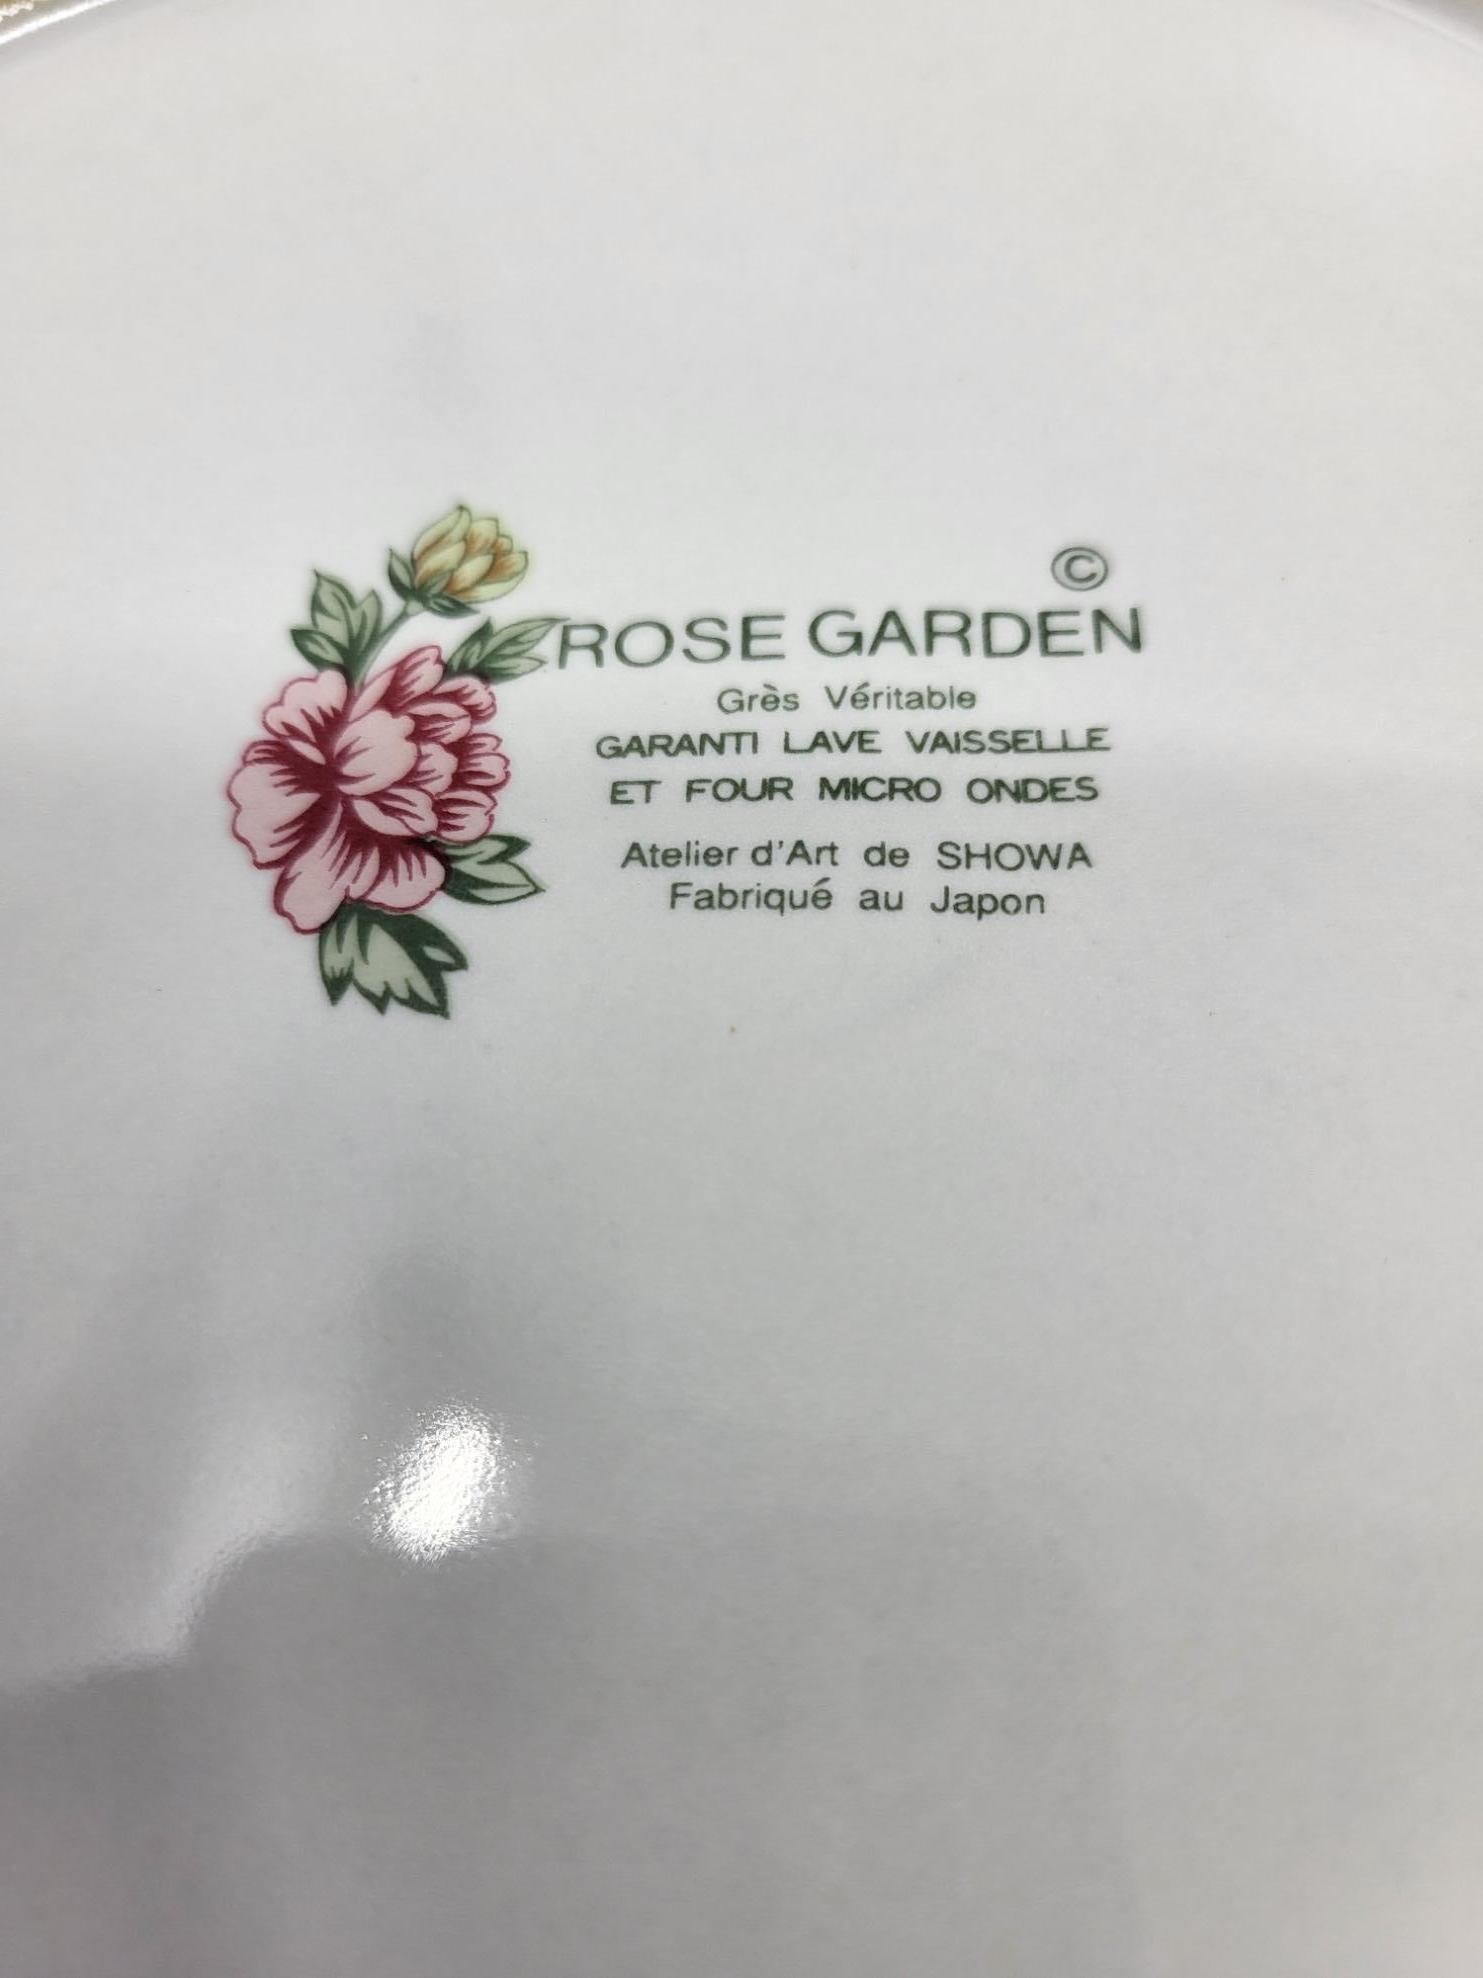 ©
ROSE GARDEN
Grès Véritable
GARANTI LAVE VAISSELLE
ET FOUR MICRO ONDES
Atelier d'Art de SHOWA
Fabriqué au Japon